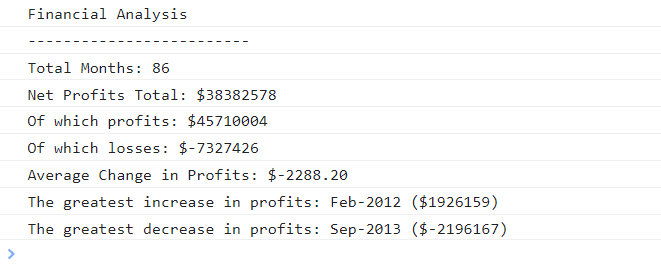 Financial Analysis
-------------------------
Total Months: 86
Net Profits Total: $38382578
Of which profits: $45710004
Of which losses: $-7327426
Average Change in Profits: $-2288.20
The greatest increase in profits: Feb-2012 ($1926159)
The greatest decrease in profits: Sep-2013 ($-2196167)